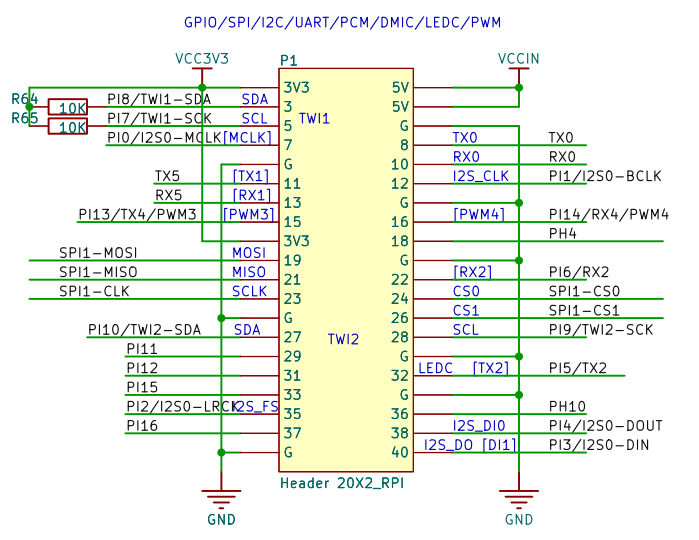 GPIO/SPI/I2C/UART/PCM/DMIC/LEDC/PWM
VCC3V3 P1 VCCIN
3V3 5V
R64 10K PI8/TWI1-SDA SDA 3 5V
TWI1
R65 10K PI7/TWI1-SCK SCL 5 G
PI0/I2S0-MCLK [MCLK] 7 8 TX0 TX0
G 10 RX0 RX0
TX5 [TX1] 11 12 I2S_CLK PI1/I2S0-BCLK
RX5 [RX1] 13 G
PI13/TX4/PWM3 [PWM3] 15 16 [PWM4] PI14/RX4/PWM4
3V3 18 PH4
SPI1-MOSI MOSI 19 G
SPI1-MISO MISO 21 22 [RX2] PI6/RX2
SPI1-CLK SCLK 23 24 CS0 SPI1-CS0
G 26 CS1 SPI1-CS1
PI10/TWI2-SDA SDA 27 28 SCL PI9/TWI2-SCK
TWI2
PI11 29 G
PI12 31 32 LEDC [TX2] PI5/TX2
PI15 33 G
PI2/I2S0-LRCK I2S_FS 35 36 PH10
PI16 37 38 I2S_DI0 PI4/I2S0-DOUT
G 40 I2S_DO [DI1] PI3/I2S0-DIN
Header 20X2_RPI
GND GND